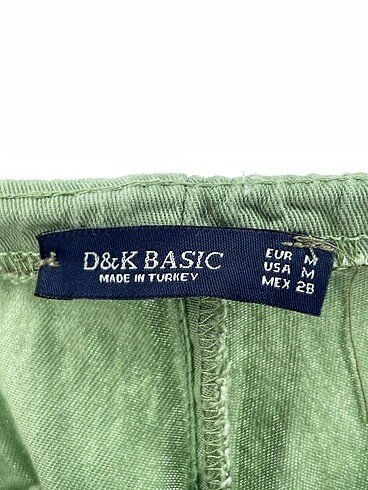 D&K BASIC
MADE IN TURKEY
EUR M
USA M
MEX 28